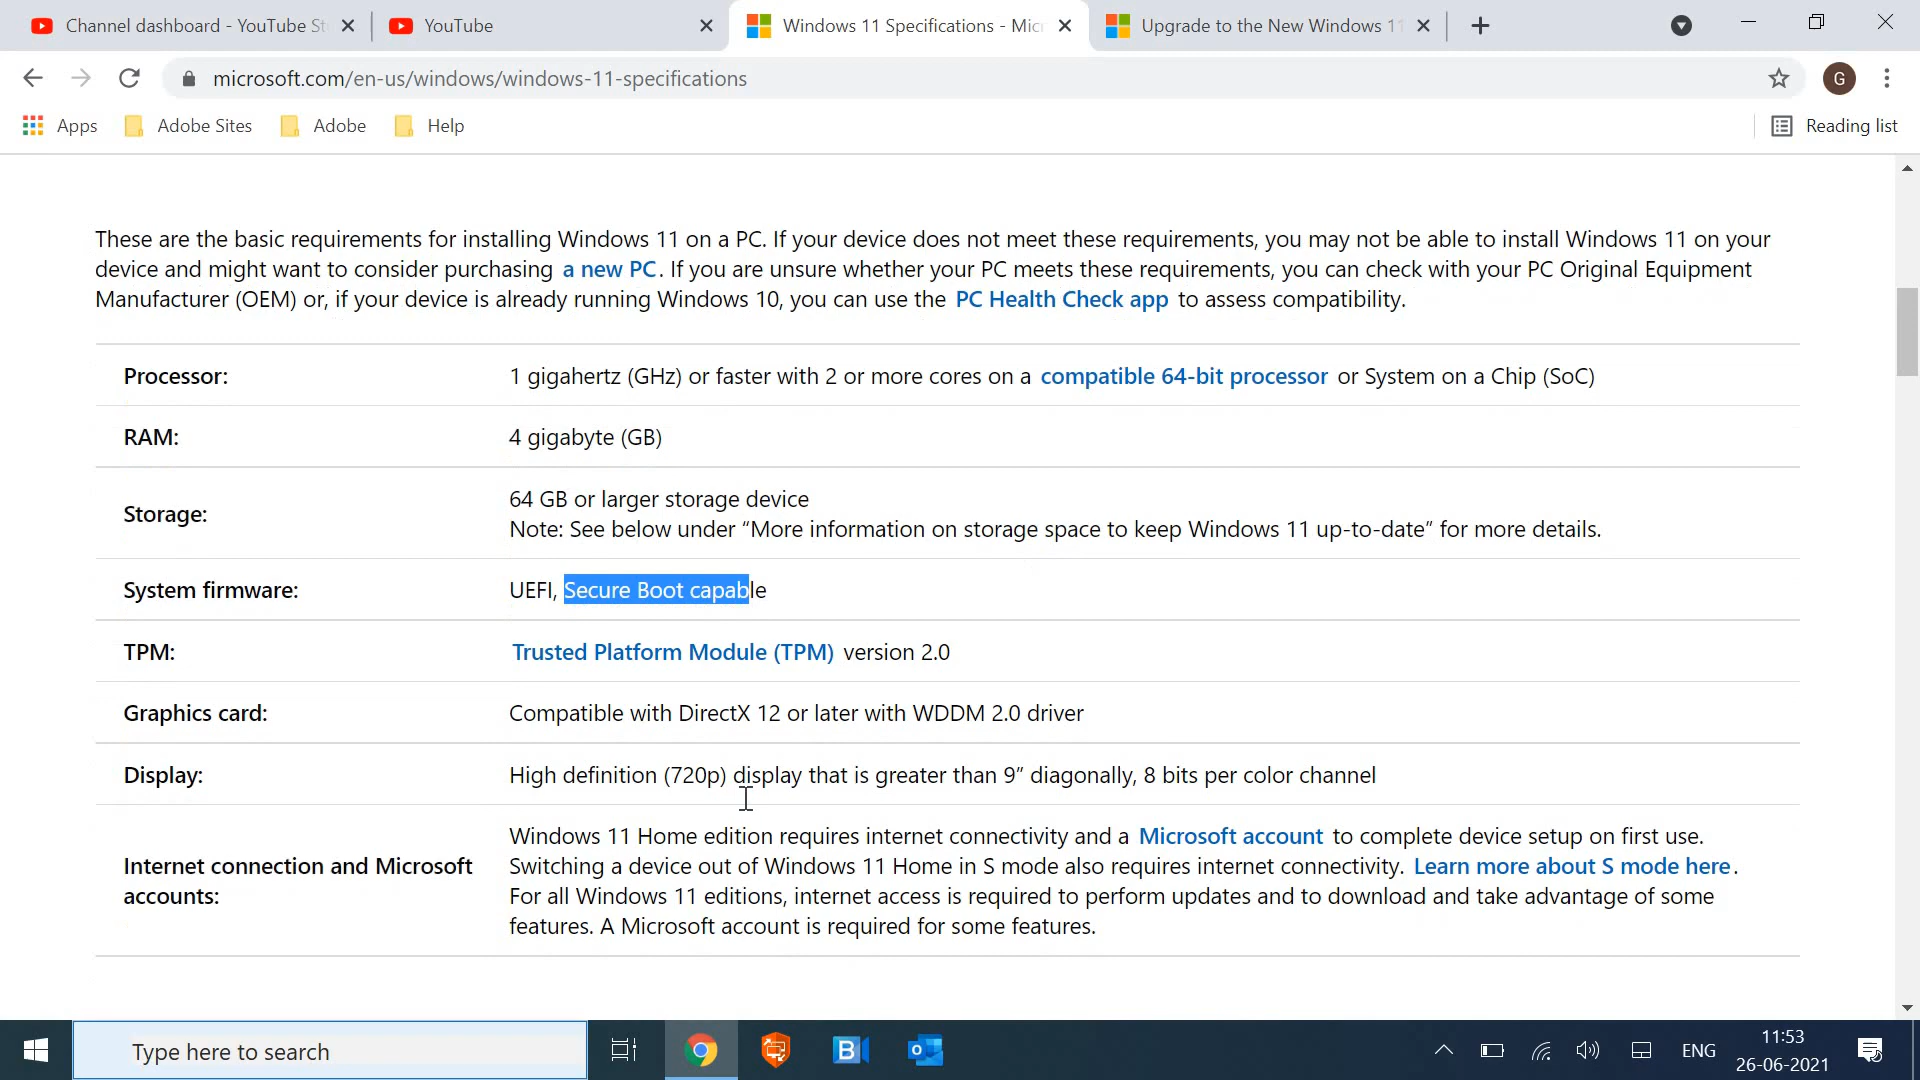 Channel dashboard - YouTube St
YouTube
Windows 11 Specifications - Mic
Upgrade to the New Windows 11
microsoft.com/en-us/windows/windows-11-specifications
G
Apps
Adobe Sites
Adobe
Help
Reading list
These are the basic requirements for installing Windows 11 on a PC. If your device does not meet these requirements, you may not be able to install Windows 11 on your
device and might want to consider purchasing a new PC. If you are unsure whether your PC meets these requirements, you can check with your PC Original Equipment
Manufacturer (OEM) or, if your device is already running Windows 10, you can use the PC Health Check app to assess compatibility.
Processor:
1 gigahertz (GHz) or faster with 2 or more cores on a compatible 64-bit processor or System on a Chip (SoC)
RAM:
4 gigabyte (GB)
Storage:
64 GB or larger storage device
Note: See below under “More information on storage space to keep Windows 11 up-to-date” for more details.
System firmware:
UEFI, Secure Boot capable
TPM:
Trusted Platform Module (TPM) version 2.0
Graphics card:
Compatible with DirectX 12 or later with WDDM 2.0 driver
Display:
High definition (720p) display that is greater than 9” diagonally, 8 bits per color channel
Internet connection and Microsoft
accounts:
Windows 11 Home edition requires internet connectivity and a Microsoft account to complete device setup on first use.
Switching a device out of Windows 11 Home in S mode also requires internet connectivity. Learn more about S mode here.
For all Windows 11 editions, internet access is required to perform updates and to download and take advantage of some
features. A Microsoft account is required for some features.
Type here to search
ENG
11:53
26-06-2021